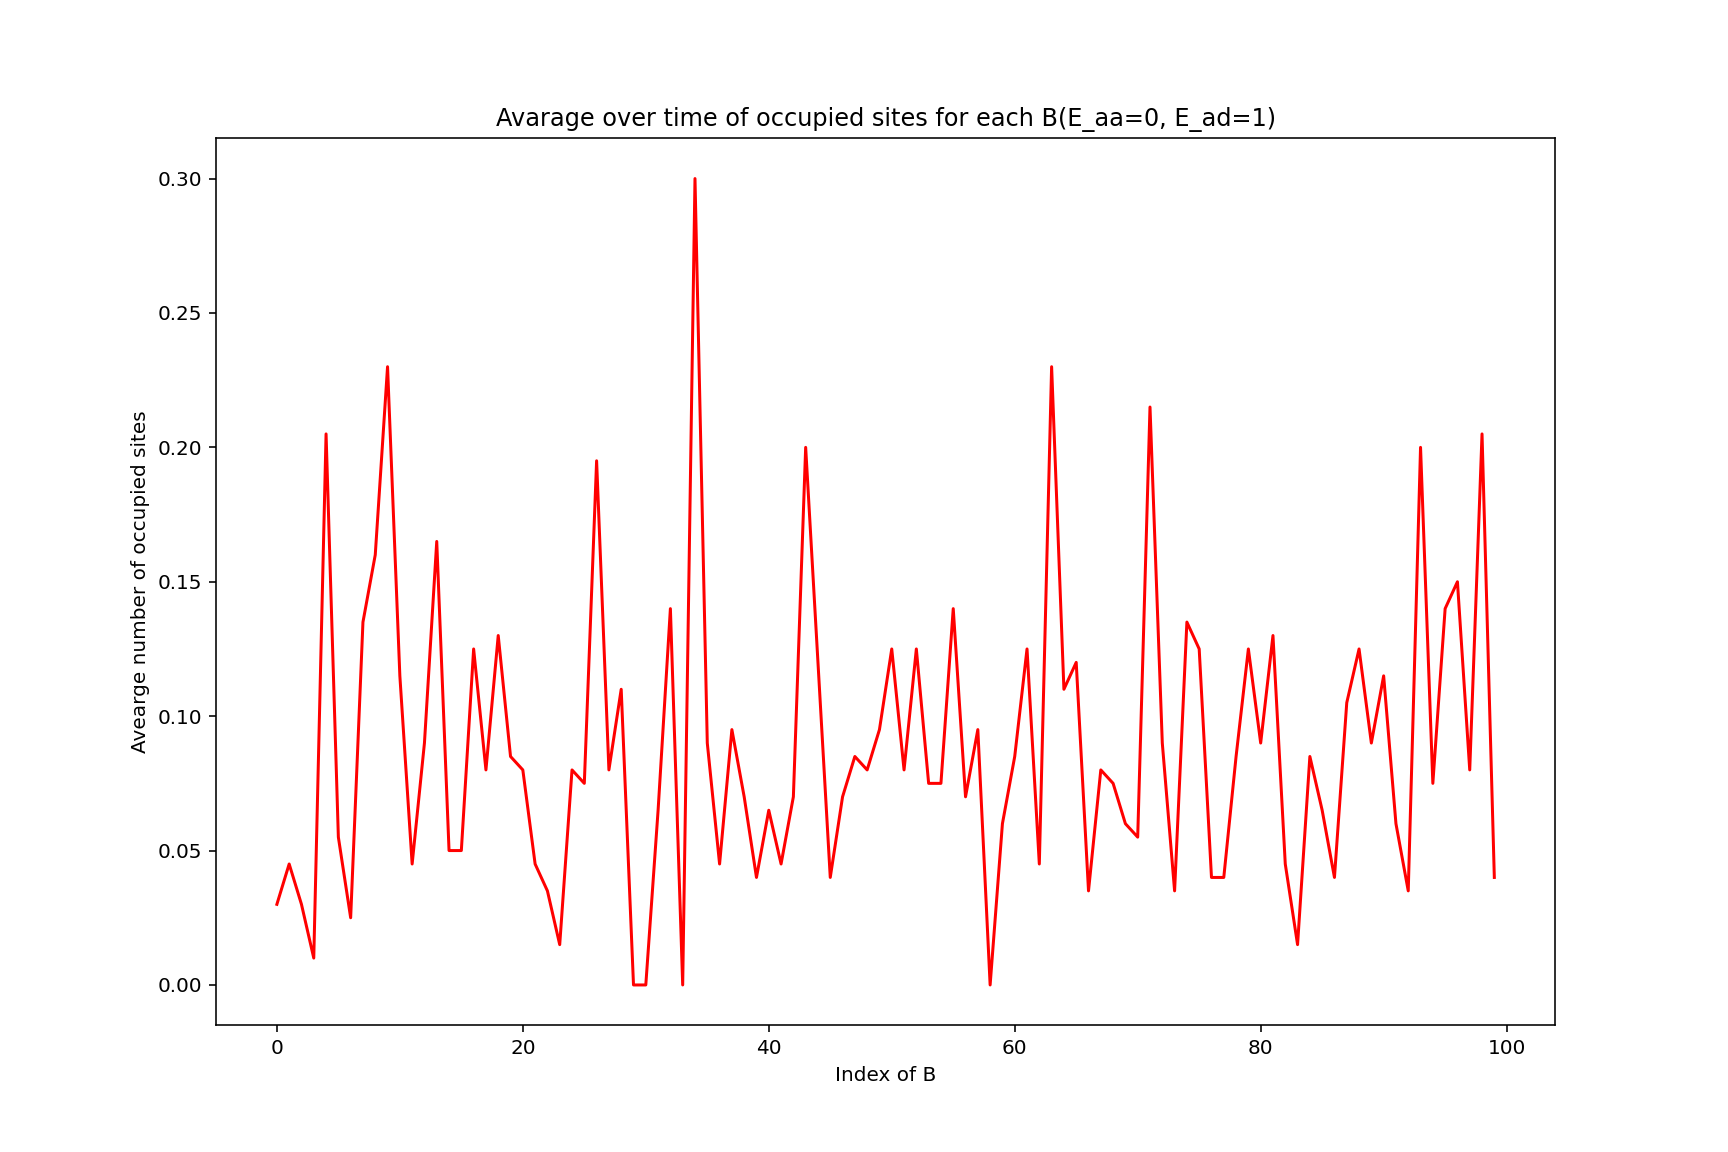 Avarage over time of occupied sites for each B(E_aa=0, E_ad=1)
0.30
0.25
0.20
0.15
0.10
0.05
0.00
Avearge number of occupied sites
0 20 40 60 80 100
Index of B